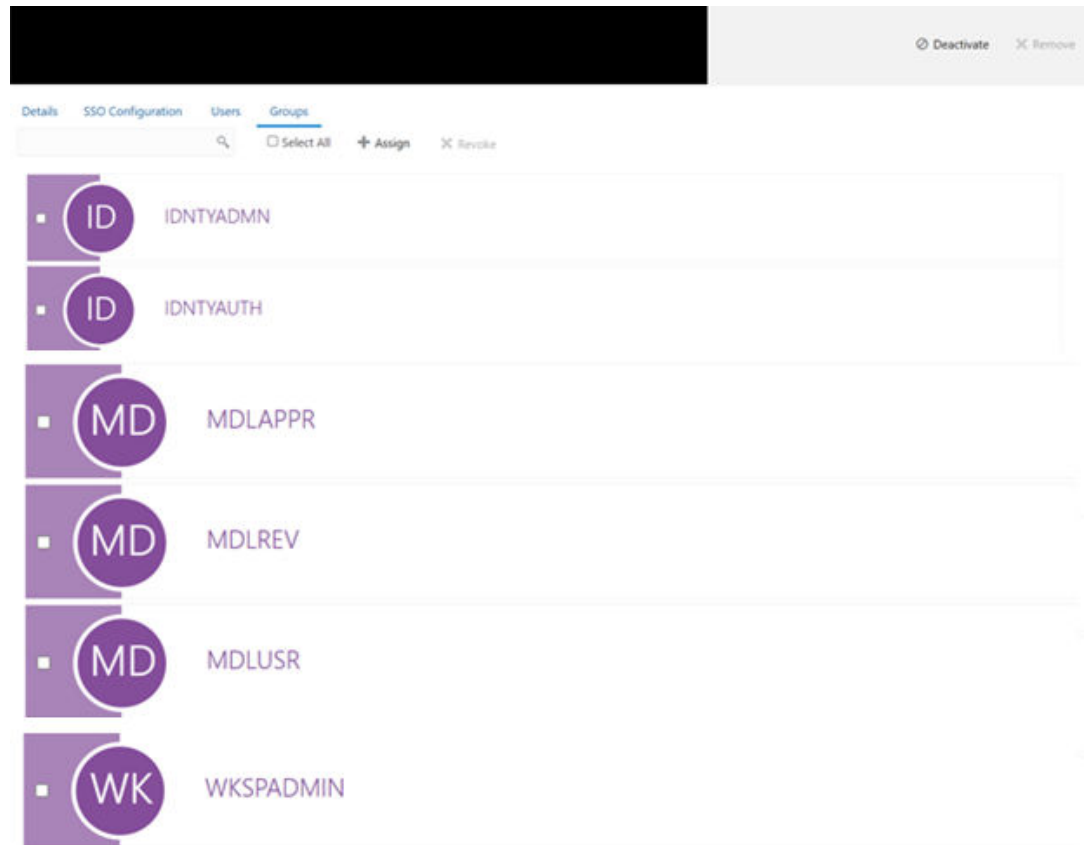 Deactivate Remove
Details SSO Configuration Users Groups
Select All Assign Revoke
ID IDNTYADMN
ID IDNTYAUTH
MD MDLAPPR
MD MDLREV
MD MDLUSR
WK WKSPADMIN